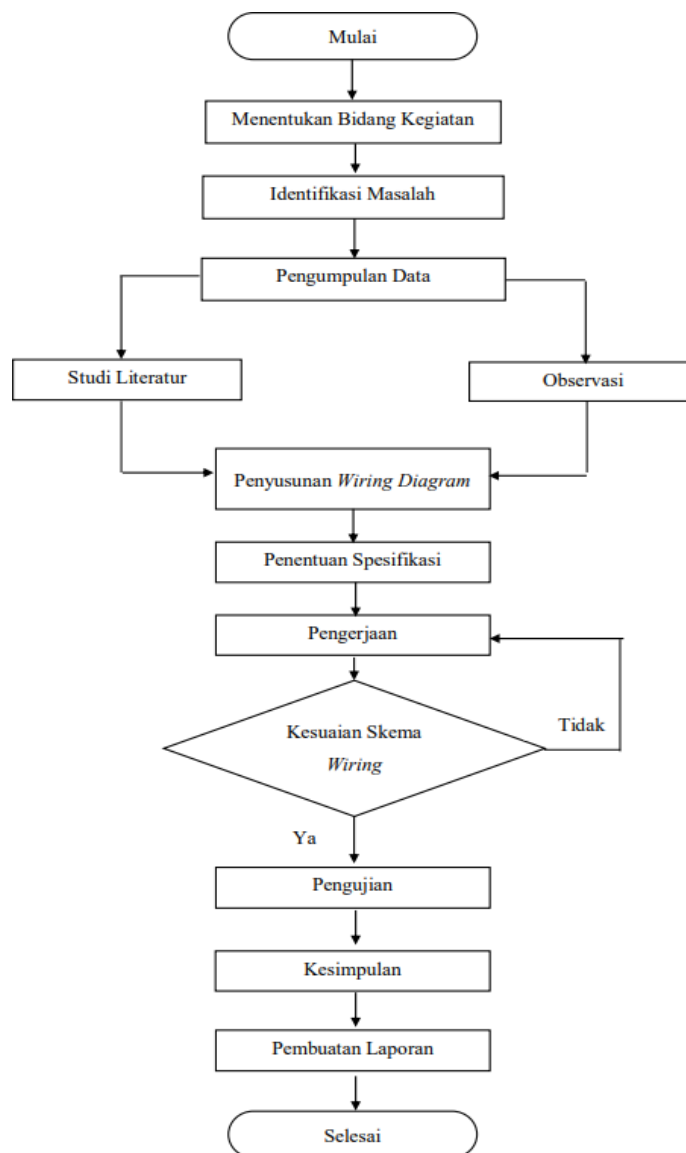 Mulai
Menentukan Bidang Kegiatan
Identifikasi Masalah
Pengumpulan Data
Studi Literatur
Observasi
Penyusunan Wiring Diagram
Penentuan Spesifikasi
Pengerjaan
Kesuaian Skema
Wiring
Tidak
Ya
Pengujian
Kesimpulan
Pembuatan Laporan
Selesai